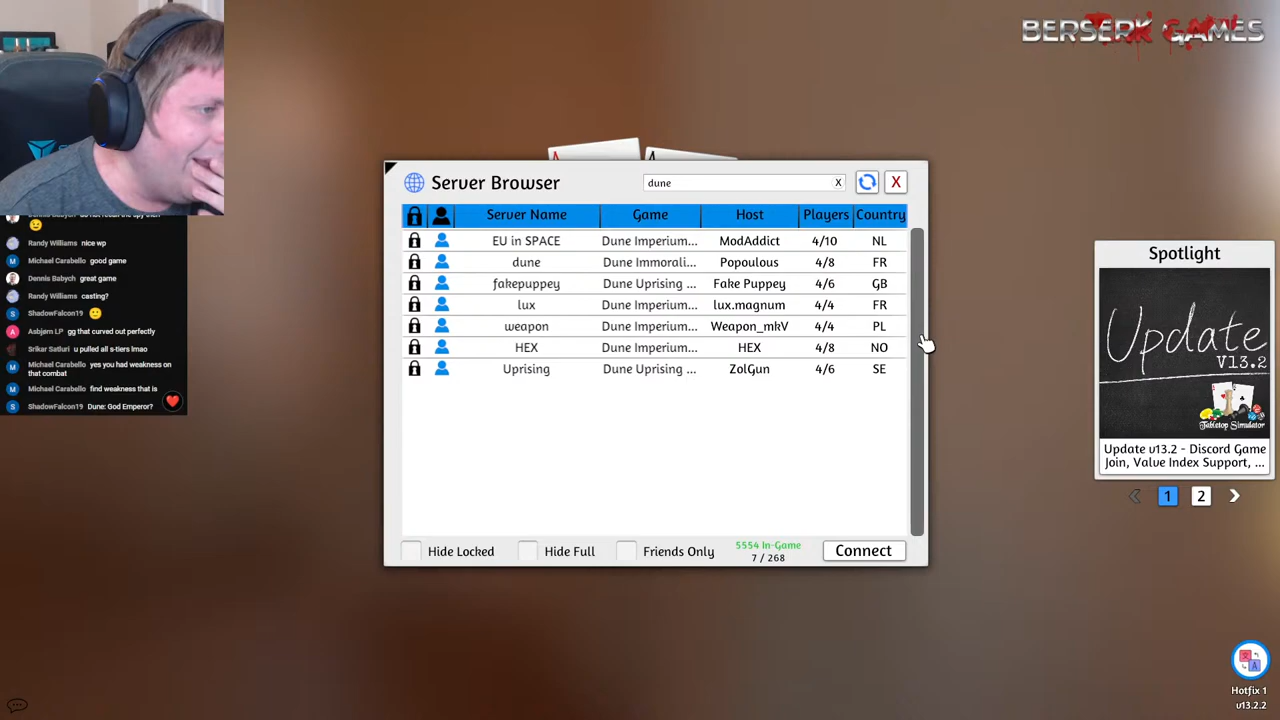 BERSERK GAMES
Server Browser
dune
X
X
Server Name Game Host Players Country
EU in SPACE Dune Imperium... ModAddict 4/10 NL
dune Dune Immorali... Popoulous 4/8 FR
fakepuppey Dune Uprising ... Fake Puppey 4/6 GB
lux Dune Imperium... lux.magnum 4/4 FR
weapon Dune Imperium... Weapon_mkV 4/4 PL
HEX Dune Imperium... HEX 4/8 NO
Uprising Dune Uprising ... ZolGun 4/6 SE
Hide Locked
Hide Full
Friends Only
5554 In-Game
7 / 268
Connect
Randy Williams nice wp
Michael Carabello good game
Dennis Babych great game
Randy Williams casting?
ShadowFalcon19
Asbjørn LP gg that curved out perfectly
Srikar Satluri u pulled all s-tiers lmao
Michael Carabello yes you had weakness on
that combat
Michael Carabello find weakness that is
ShadowFalcon19 Dune: God Emperor?
Spotlight
Update
V13.2
Tabletop Simulator
Update v13.2 - Discord Game
Join, Valve Index Support, ...
1
2
Hotfix 1
v13.2.2